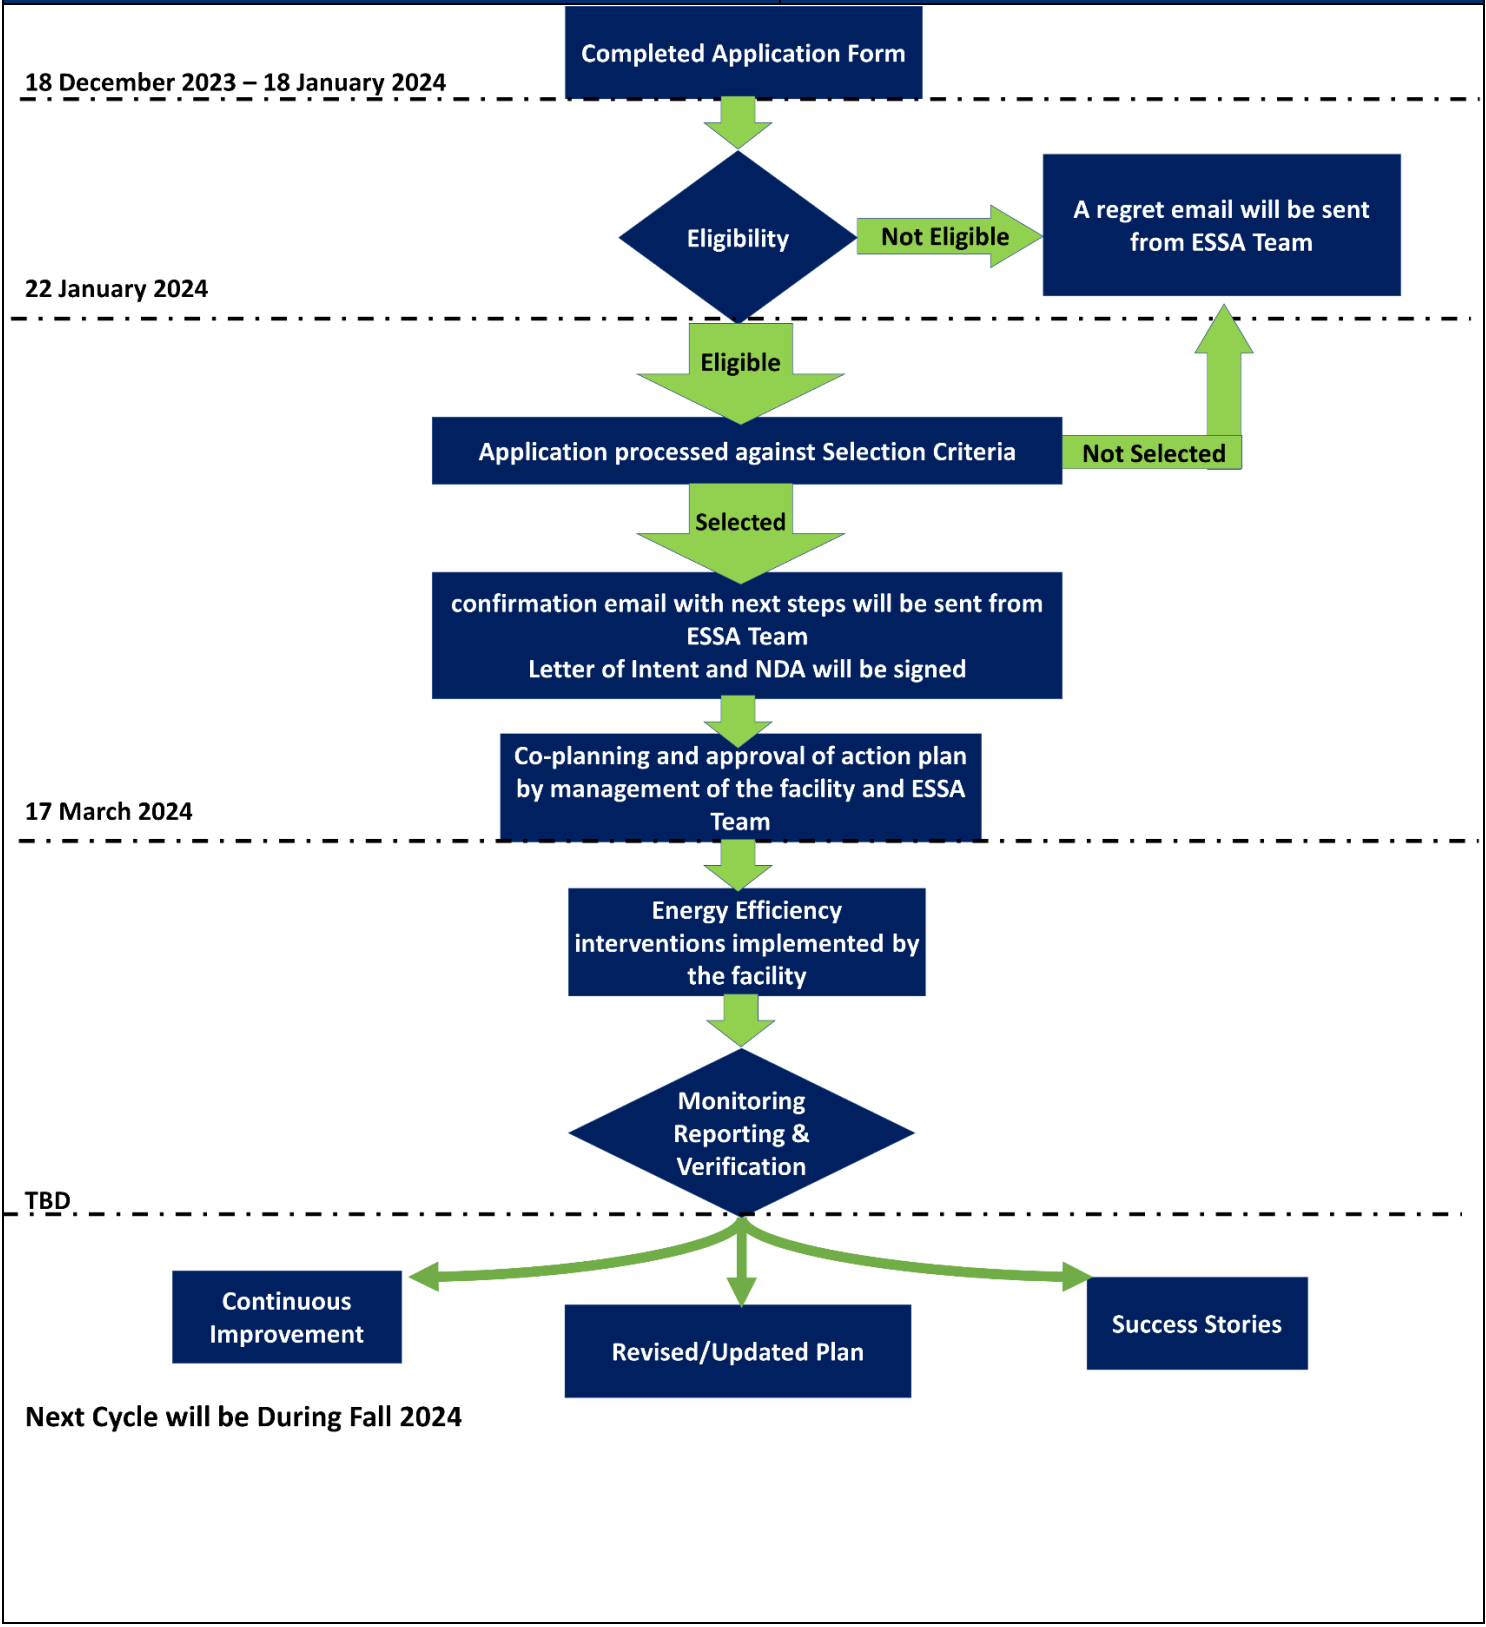 Completed Application Form
18 December 2023 – 18 January 2024
Eligibility
Not Eligible
A regret email will be sent
from ESSA Team
22 January 2024
Eligible
Application processed against Selection Criteria
Not Selected
Selected
confirmation email with next steps will be sent from
ESSA Team
Letter of Intent and NDA will be signed
Co-planning and approval of action plan
by management of the facility and ESSA
Team
17 March 2024
Energy Efficiency
interventions implemented by
the facility
Monitoring
Reporting &
Verification
TBD
Continuous
Improvement
Revised/Updated Plan
Success Stories
Next Cycle will be During Fall 2024